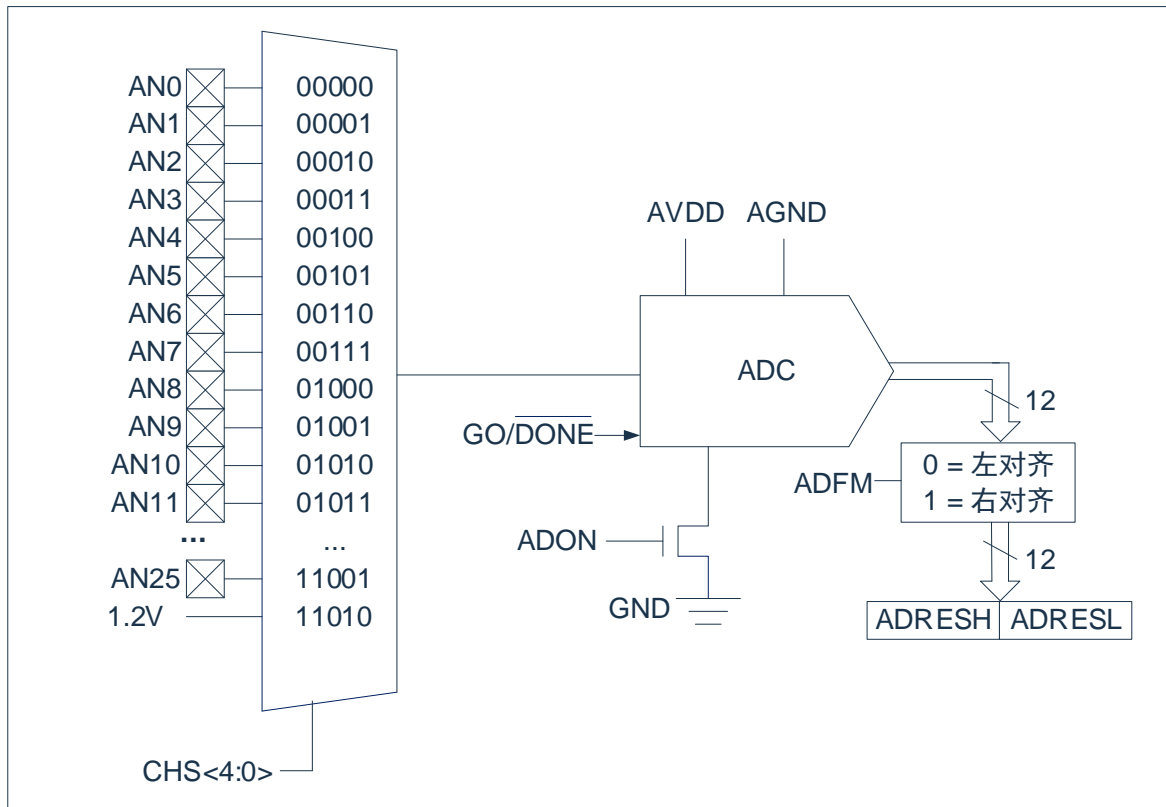 AN0 00000
AN1 00001
AN2 00010
AN3 00011
AN4 00100
AN5 00101
AN6 00110
AN7 00111
AN8 01000
AN9 01001
AN10 01010
AN11 01011
... ...
AN25 11001
1.2V 11010
CHS<4:0>
AVDD AGND
ADC
GO/DONE
ADON
GND
12
ADFM
0 = 左对齐
1 = 右对齐
12
ADRESH ADRESL